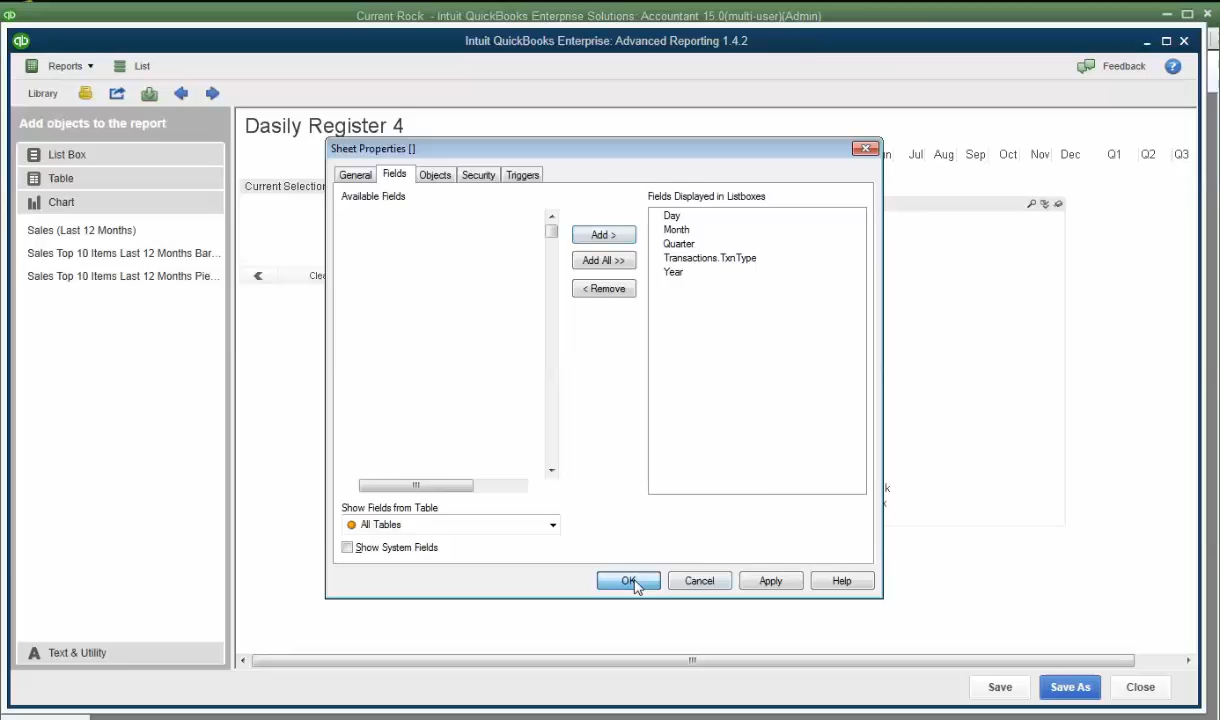 Current Rock - Intuit QuickBooks Enterprise Solutions: Accountant 15.0(multi-user)(Admin)
Intuit QuickBooks Enterprise: Advanced Reporting 1.4.2
Reports List Feedback
Library
Add objects to the report
List Box
Table
Chart
Sales (Last 12 Months)
Sales Top 10 Items Last 12 Months Bar...
Sales Top 10 Items Last 12 Months Pie...
Text & Utility
Dasily Register 4
Jul Aug Sep Oct Nov Dec Q1 Q2 Q3
Current Selection
Sheet Properties []
General Fields Objects Security Triggers
Available Fields
Fields Displayed in Listboxes
Add >
Add All >>
< Remove
Day
Month
Quarter
Transactions.TxnType
Year
Show Fields from Table
All Tables
Show System Fields
OK Cancel Apply Help
Save Save As Close